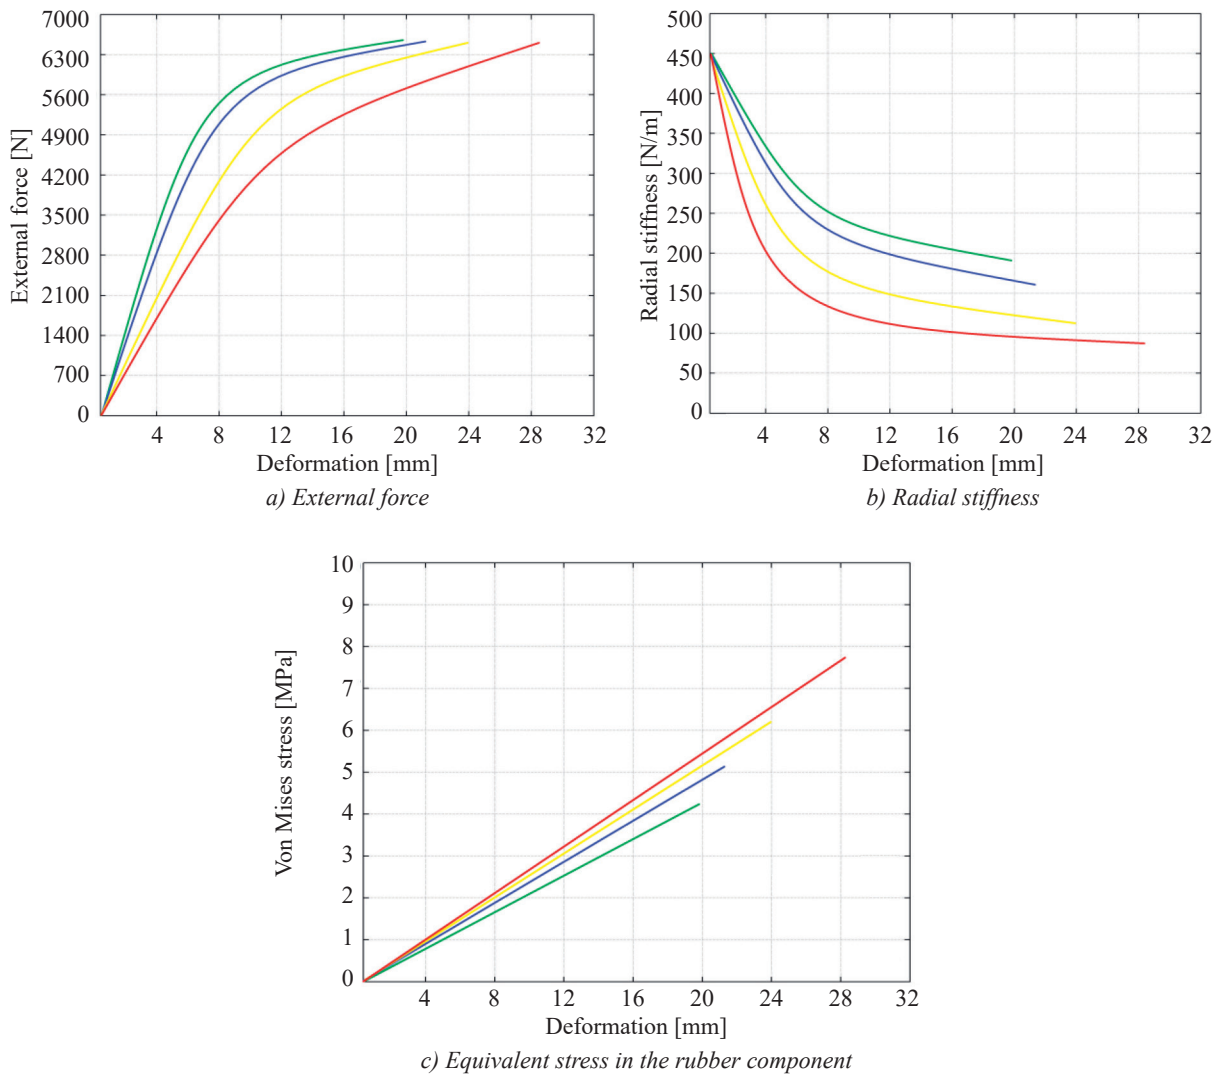 7000
6300
5600
4900
4200
3500
2800
2100
1400
700
0
External force [N]
4 8 12 16 20 24 28 32
Deformation [mm]
a) External force
500
450
400
350
300
250
200
150
100
50
0
Radial stiffness [N/m]
4 8 12 16 20 24 28 32
Deformation [mm]
b) Radial stiffness
10
9
8
7
6
5
4
3
2
1
0
Von Mises stress [MPa]
4 8 12 16 20 24 28 32
Deformation [mm]
c) Equivalent stress in the rubber component